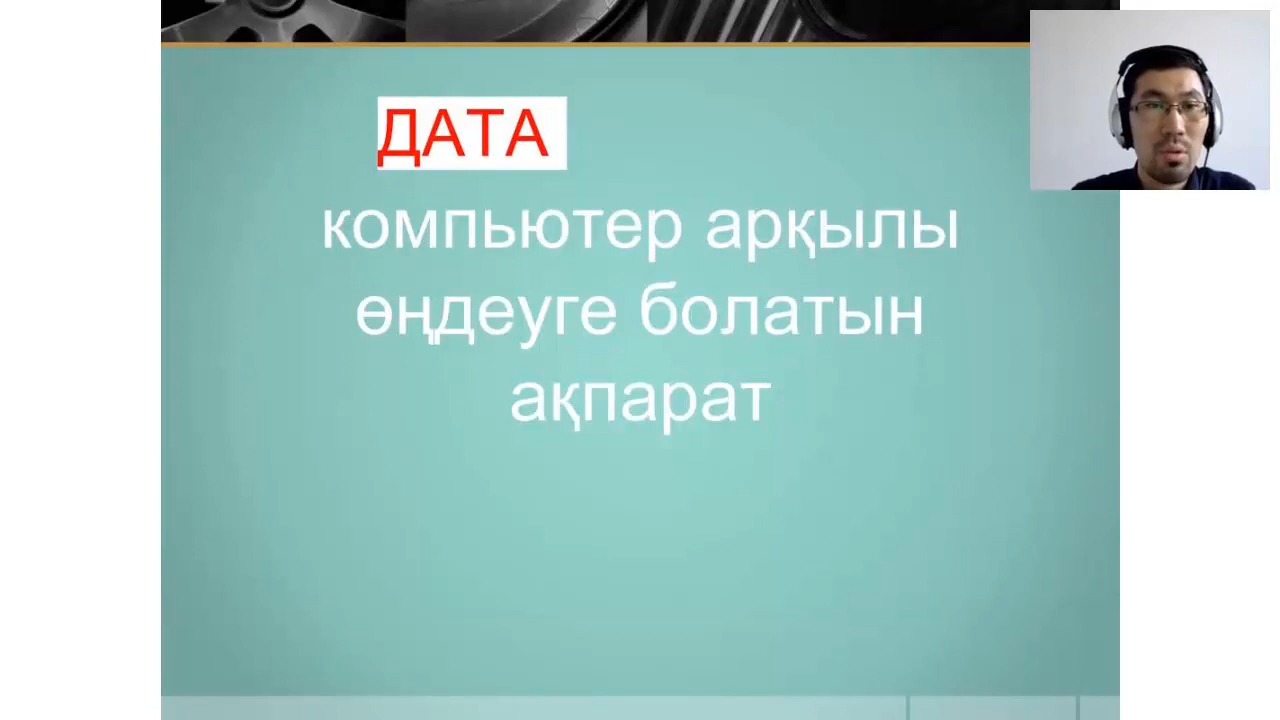 ДАТА
компьютер арқылы
өңдеуге болатын
ақпарат